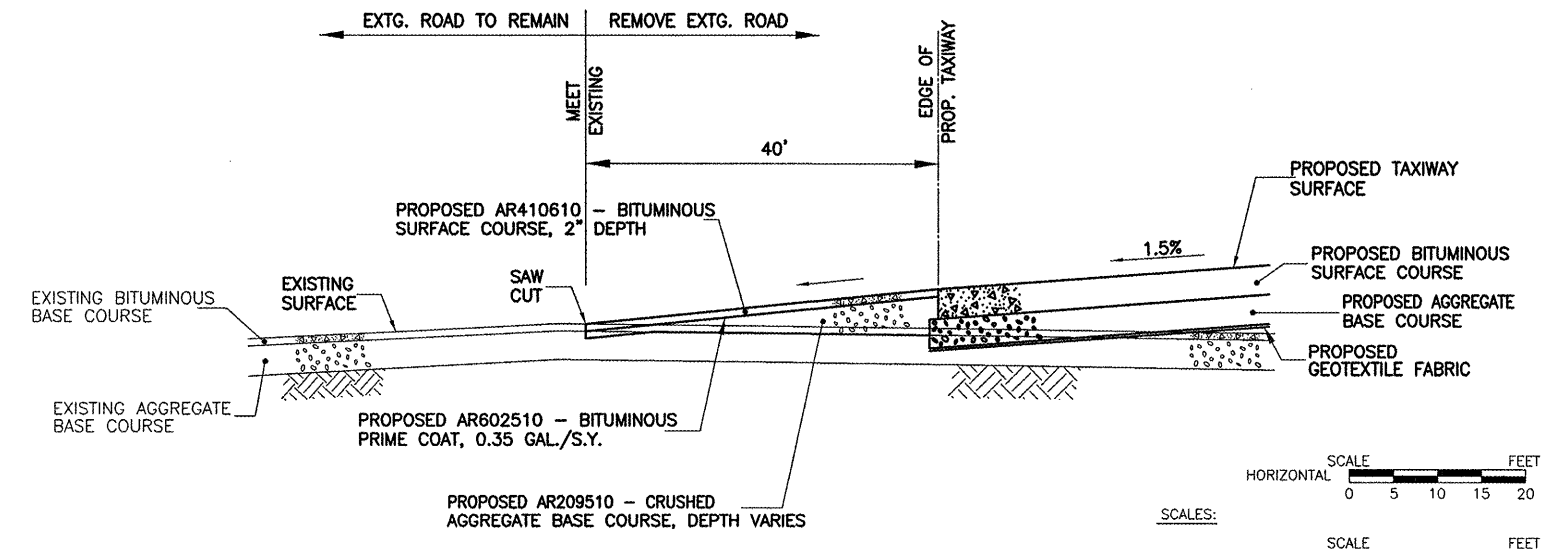 EXTG. ROAD TO REMAIN
REMOVE EXTG. ROAD
MEET
EXISTING
EDGE OF
PROP. TAXIWAY
40'
PROPOSED TAXIWAY
SURFACE
PROPOSED AR410610 – BITUMINOUS
SURFACE COURSE, 2" DEPTH
1.5%
PROPOSED BITUMINOUS
SURFACE COURSE
SAW
CUT
EXISTING
SURFACE
EXISTING BITUMINOUS
BASE COURSE
PROPOSED AGGREGATE
BASE COURSE
PROPOSED
GEOTEXTILE FABRIC
EXISTING AGGREGATE
BASE COURSE
PROPOSED AR602510 – BITUMINOUS
PRIME COAT, 0.35 GAL./S.Y.
PROPOSED AR209510 – CRUSHED
AGGREGATE BASE COURSE, DEPTH VARIES
SCALE FEET
HORIZONTAL
0 5 10 15 20
SCALES:
SCALE FEET